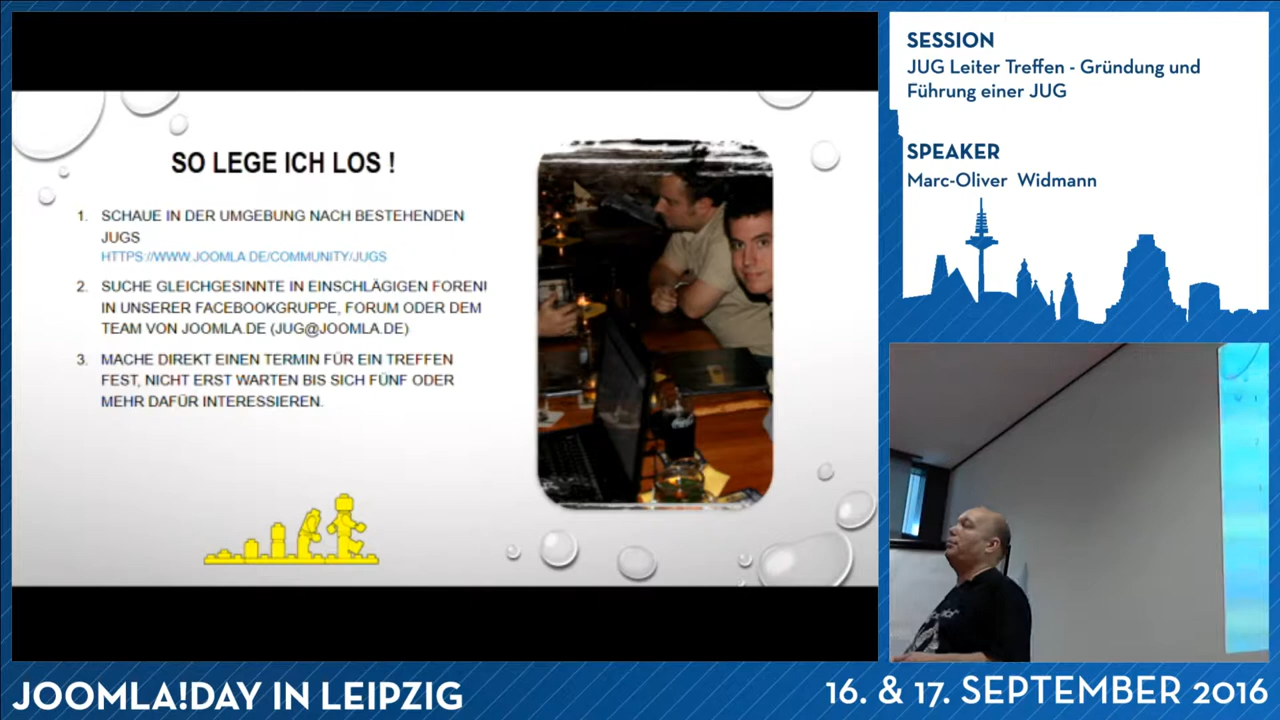 SO LEGE ICH LOS !
1. SCHAUE IN DER UMGEBUNG NACH BESTEHENDEN
JUGS
HTTPS://WWW.JOOMLA.DE/COMMUNITY/JUGS
2. SUCHE GLEICHGESINNTE IN EINSCHLÄGIGEN FOREN!
IN UNSERER FACEBOOKGRUPPE, FORUM ODER DEM
TEAM VON JOOMLA.DE (JUG@JOOMLA.DE)
3. MACHE DIREKT EINEN TERMIN FÜR EIN TREFFEN
FEST, NICHT ERST WARTEN BIS SICH FÜNF ODER
MEHR DAFÜR INTERESSIEREN.
SESSION
JUG Leiter Treffen - Gründung und
Führung einer JUG
SPEAKER
Marc-Oliver Widmann
JOOMLA!DAY IN LEIPZIG
16. & 17. SEPTEMBER 2016